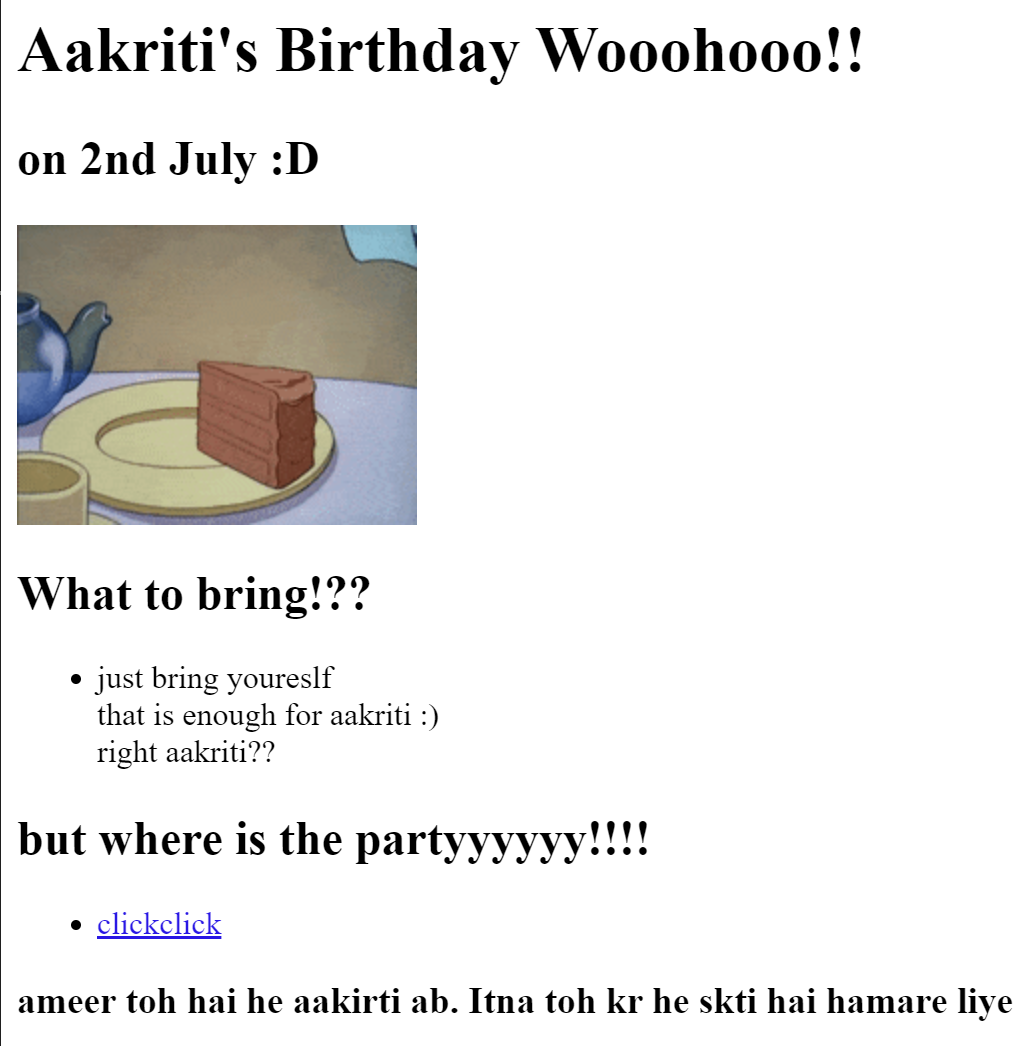 Aakriti's Birthday Wooohooo!!
on 2nd July :D
What to bring!??
just bring youreslf
that is enough for aakriti :)
right aakriti??
but where is the partyyyyyy!!!!
clickclick
ameer toh hai he aakirti ab. Itna toh kr he skti hai hamare liye